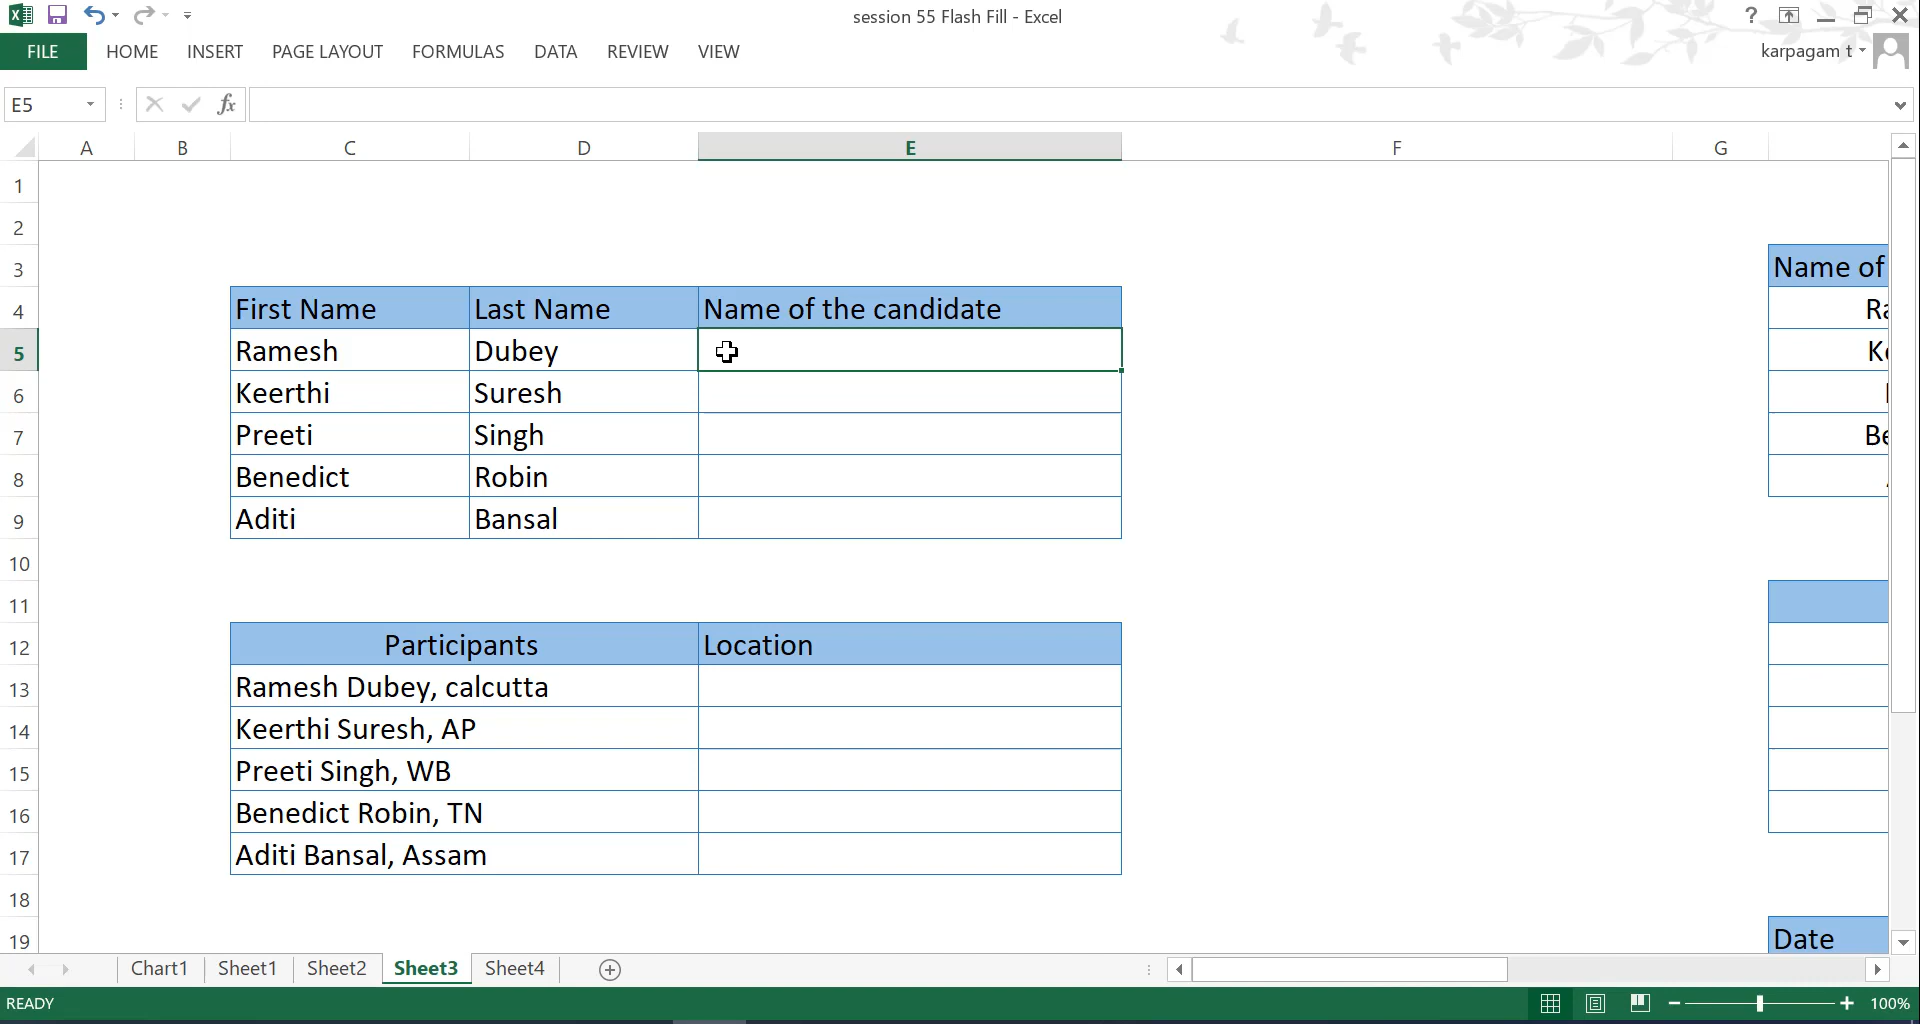 session 55 Flash Fill - Excel
?
FILE HOME INSERT PAGE LAYOUT FORMULAS DATA REVIEW VIEW karpagam t
E5 fx
A B C D E F G
1
2
3 Name of
4 First Name Last Name Name of the candidate
5 Ramesh Dubey
6 Keerthi Suresh
7 Preeti Singh
8 Benedict Robin
9 Aditi Bansal
10
11
12 Participants Location
13 Ramesh Dubey, calcutta
14 Keerthi Suresh, AP
15 Preeti Singh, WB
16 Benedict Robin, TN
17 Aditi Bansal, Assam
18
19 Date
Chart1 Sheet1 Sheet2 Sheet3 Sheet4
READY 100%